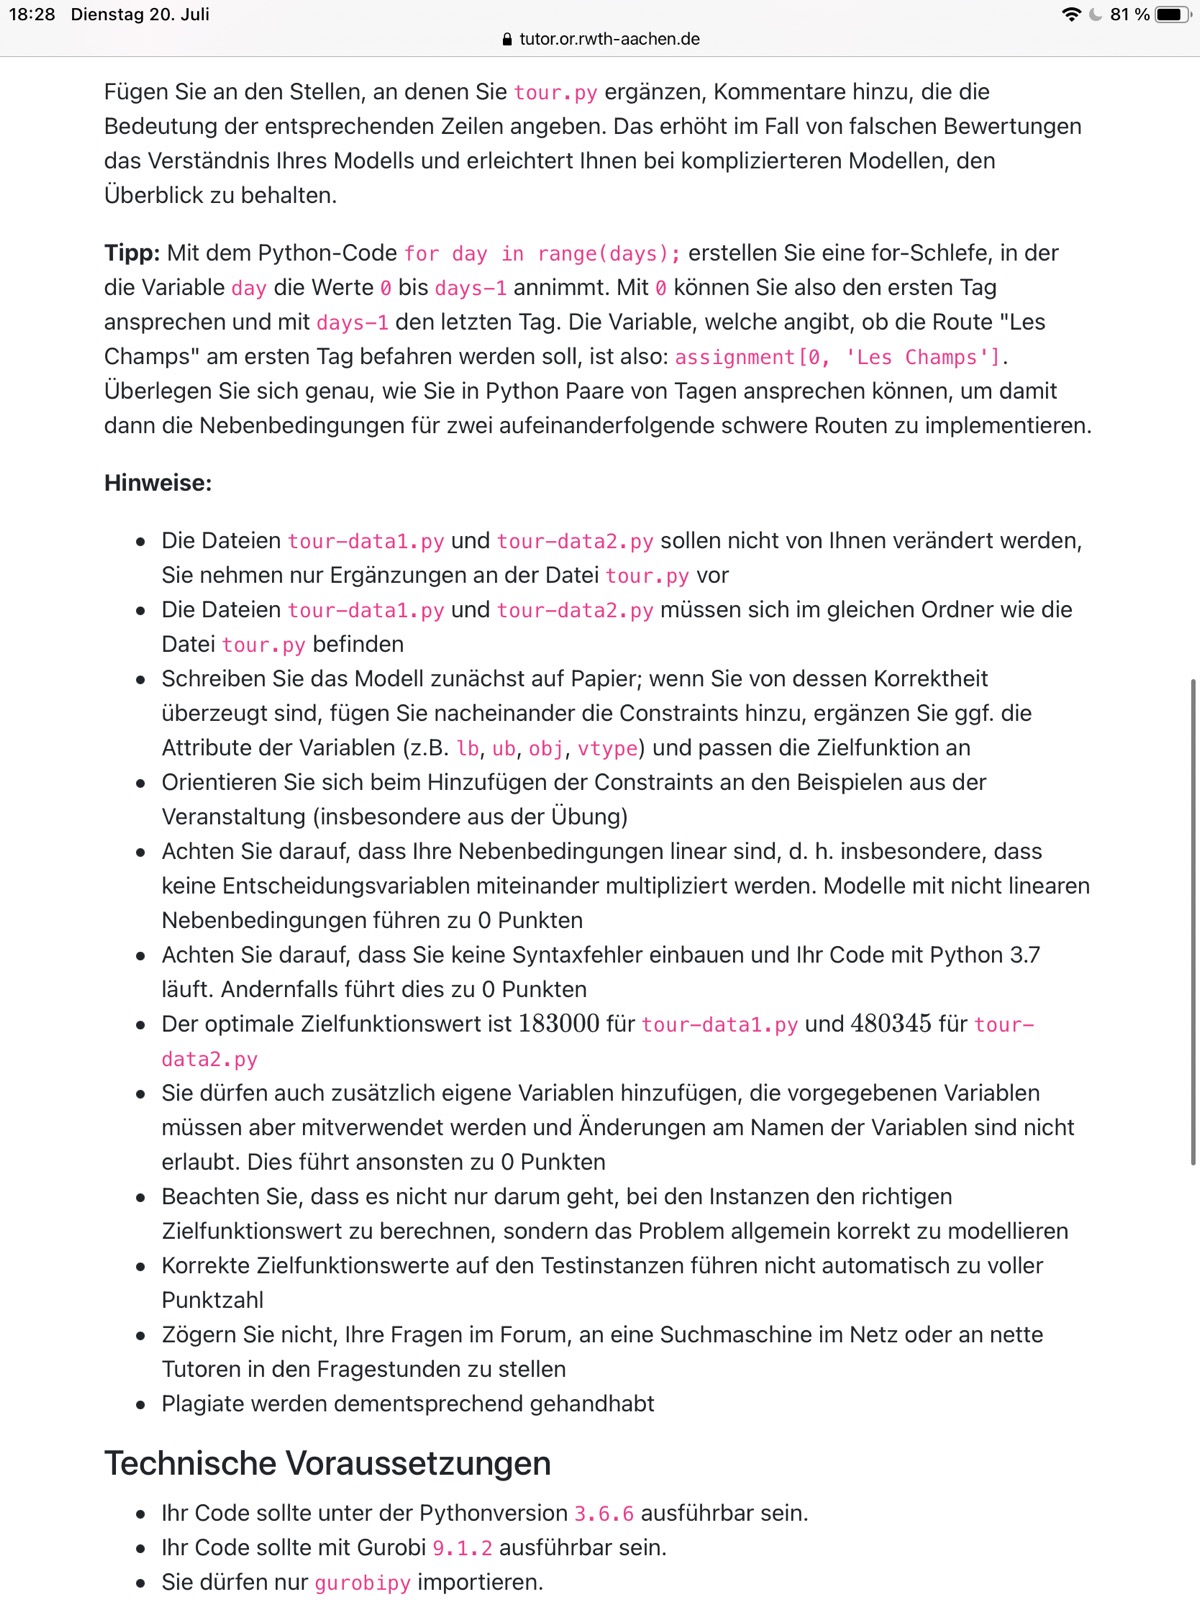 18:28 Dienstag 20. Juli
81 %
tutor.or.rwth-aachen.de
Fügen Sie an den Stellen, an denen Sie tour.py ergänzen, Kommentare hinzu, die die
Bedeutung der entsprechenden Zeilen angeben. Das erhöht im Fall von falschen Bewertungen
das Verständnis Ihres Modells und erleichtert Ihnen bei komplizierteren Modellen, den
Überblick zu behalten.
Tipp: Mit dem Python-Code for day in range(days); erstellen Sie eine for-Schlefe, in der
die Variable day die Werte 0 bis days-1 annimmt. Mit 0 können Sie also den ersten Tag
ansprechen und mit days-1 den letzten Tag. Die Variable, welche angibt, ob die Route "Les
Champs" am ersten Tag befahren werden soll, ist also: assignment[0, 'Les Champs'].
Überlegen Sie sich genau, wie Sie in Python Paare von Tagen ansprechen können, um damit
dann die Nebenbedingungen für zwei aufeinanderfolgende schwere Routen zu implementieren.
Hinweise:
• Die Dateien tour-data1.py und tour-data2.py sollen nicht von Ihnen verändert werden,
Sie nehmen nur Ergänzungen an der Datei tour.py vor
• Die Dateien tour-data1.py und tour-data2.py müssen sich im gleichen Ordner wie die
Datei tour.py befinden
• Schreiben Sie das Modell zunächst auf Papier; wenn Sie von dessen Korrektheit
überzeugt sind, fügen Sie nacheinander die Constraints hinzu, ergänzen Sie ggf. die
Attribute der Variablen (z.B. lb, ub, obj, vtype) und passen die Zielfunktion an
• Orientieren Sie sich beim Hinzufügen der Constraints an den Beispielen aus der
Veranstaltung (insbesondere aus der Übung)
• Achten Sie darauf, dass Ihre Nebenbedingungen linear sind, d. h. insbesondere, dass
keine Entscheidungsvariablen miteinander multipliziert werden. Modelle mit nicht linearen
Nebenbedingungen führen zu 0 Punkten
• Achten Sie darauf, dass Sie keine Syntaxfehler einbauen und Ihr Code mit Python 3.7
läuft. Andernfalls führt dies zu 0 Punkten
• Der optimale Zielfunktionswert ist 183000 für tour-data1.py und 480345 für tour-
data2.py
• Sie dürfen auch zusätzlich eigene Variablen hinzufügen, die vorgegebenen Variablen
müssen aber mitverwendet werden und Änderungen am Namen der Variablen sind nicht
erlaubt. Dies führt ansonsten zu 0 Punkten
• Beachten Sie, dass es nicht nur darum geht, bei den Instanzen den richtigen
Zielfunktionswert zu berechnen, sondern das Problem allgemein korrekt zu modellieren
• Korrekte Zielfunktionswerte auf den Testinstanzen führen nicht automatisch zu voller
Punktzahl
• Zögern Sie nicht, Ihre Fragen im Forum, an eine Suchmaschine im Netz oder an nette
Tutoren in den Fragestunden zu stellen
• Plagiate werden dementsprechend gehandhabt
Technische Voraussetzungen
• Ihr Code sollte unter der Pythonversion 3.6.6 ausführbar sein.
• Ihr Code sollte mit Gurobi 9.1.2 ausführbar sein.
• Sie dürfen nur gurobipy importieren.